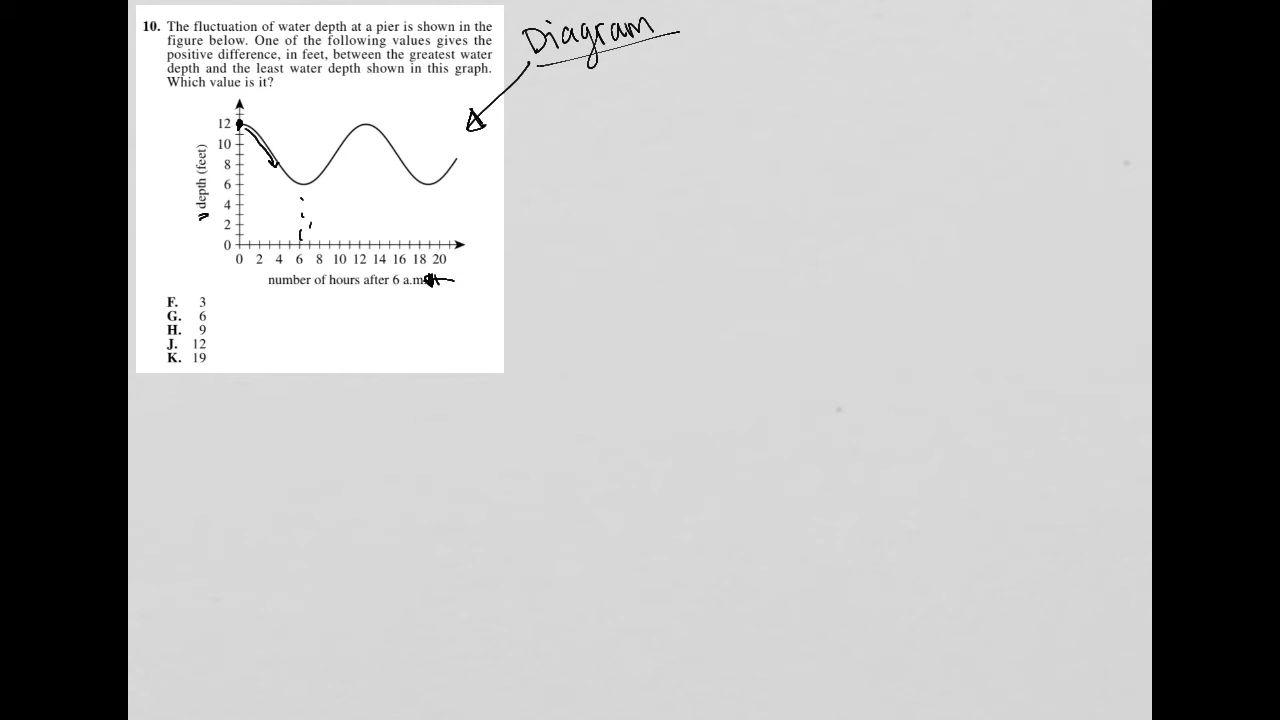 10. The fluctuation of water depth at a pier is shown in the
figure below. One of the following values gives the
positive difference, in feet, between the greatest water
depth and the least water depth shown in this graph.
Which value is it?
Diagram
12
10
8
6
4
2
0
depth (feet)
0 2 4 6 8 10 12 14 16 18 20
number of hours after 6 a.m.
F. 3
G. 6
H. 9
J. 12
K. 19